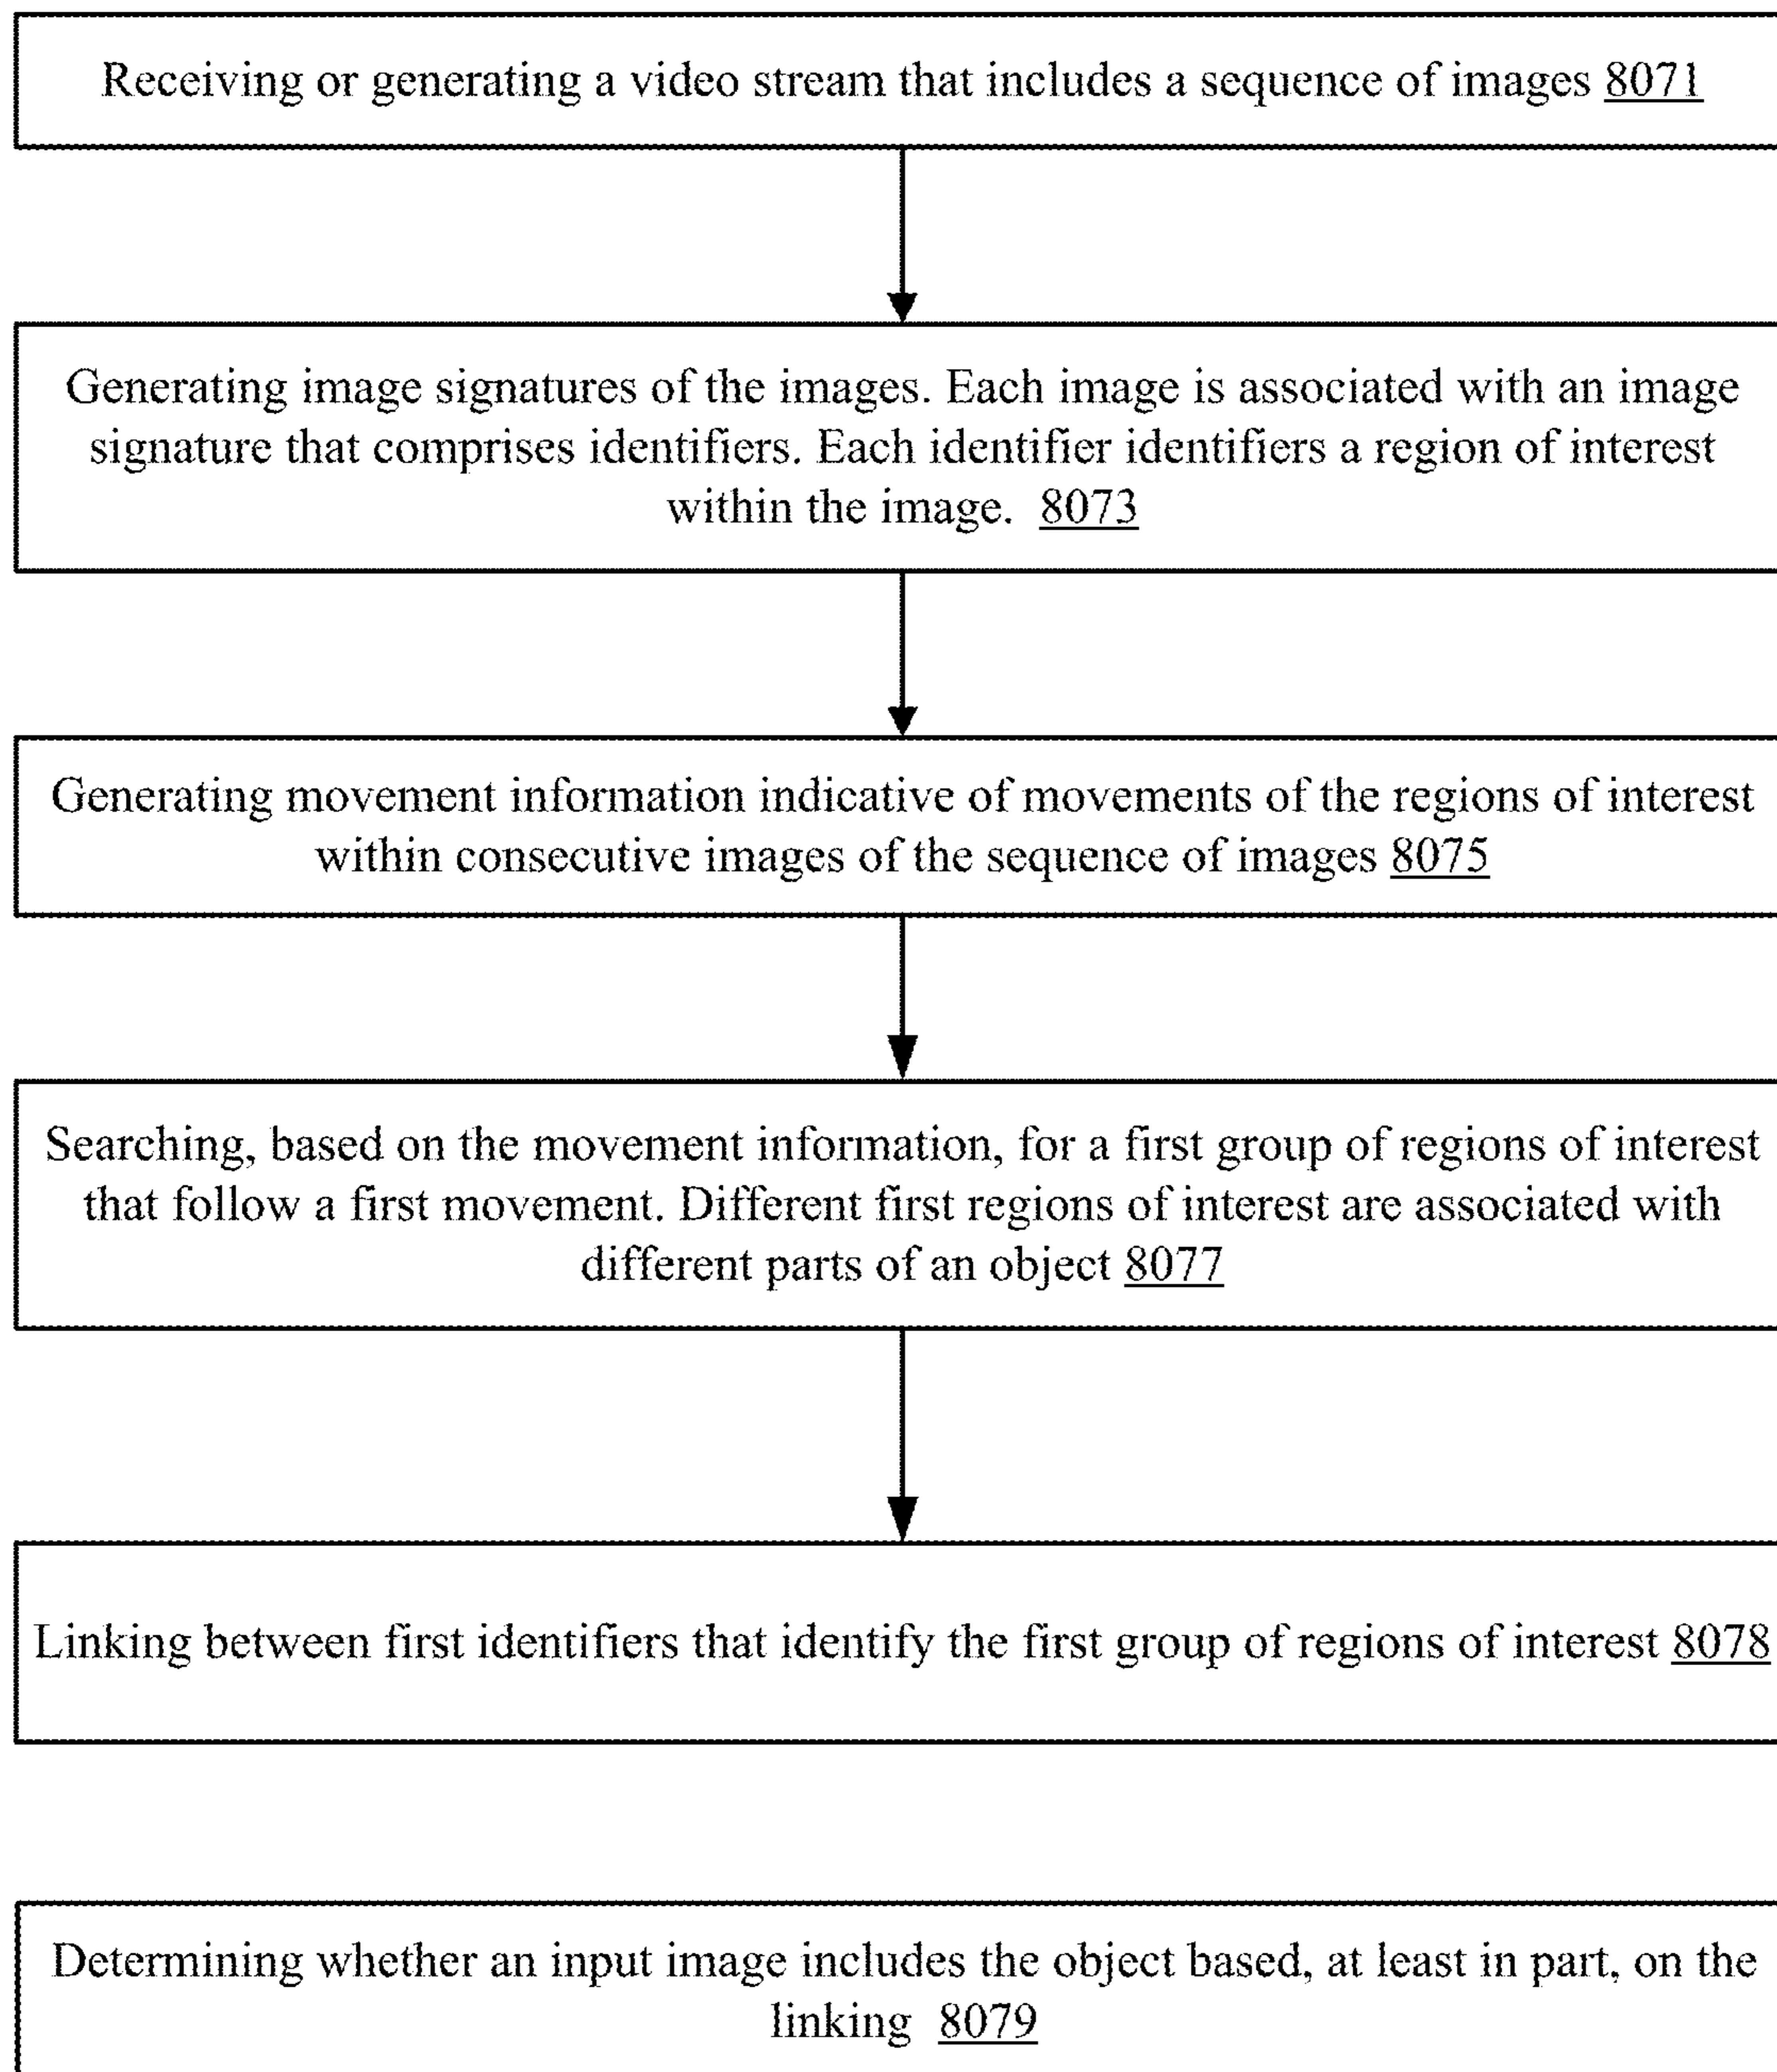 Receiving or generating a video stream that includes a sequence of images 8071
Generating image signatures of the images. Each image is associated with an image
signature that comprises identifiers. Each identifier identifiers a region of interest
within the image. 8073
Generating movement information indicative of movements of the regions of interest
within consecutive images of the sequence of images 8075
Searching, based on the movement information, for a first group of regions of interest
that follow a first movement. Different first regions of interest are associated with
different parts of an object 8077
Linking between first identifiers that identify the first group of regions of interest 8078
Determining whether an input image includes the object based, at least in part, on the
linking 8079